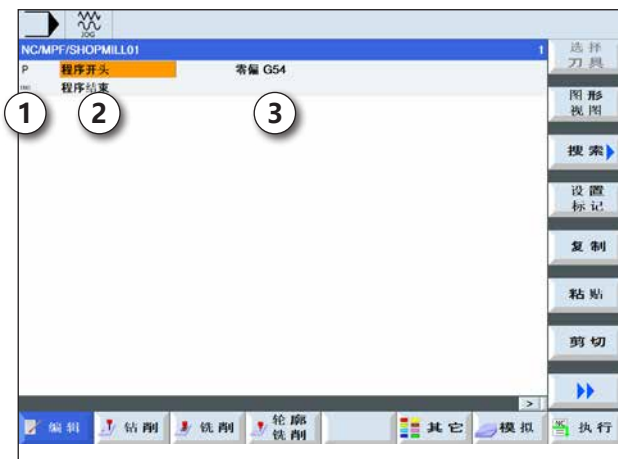 JOG
NC/MPF/SHOPMILL01 1
P 程序开头 零偏 G54
END 程序结束
1 2 3
选择
刀具
图形
视图
搜索
设置
标记
复制
粘贴
剪切
>
编辑 钻削 铣削 轮廓
铣削 其它 模拟 NC 执行